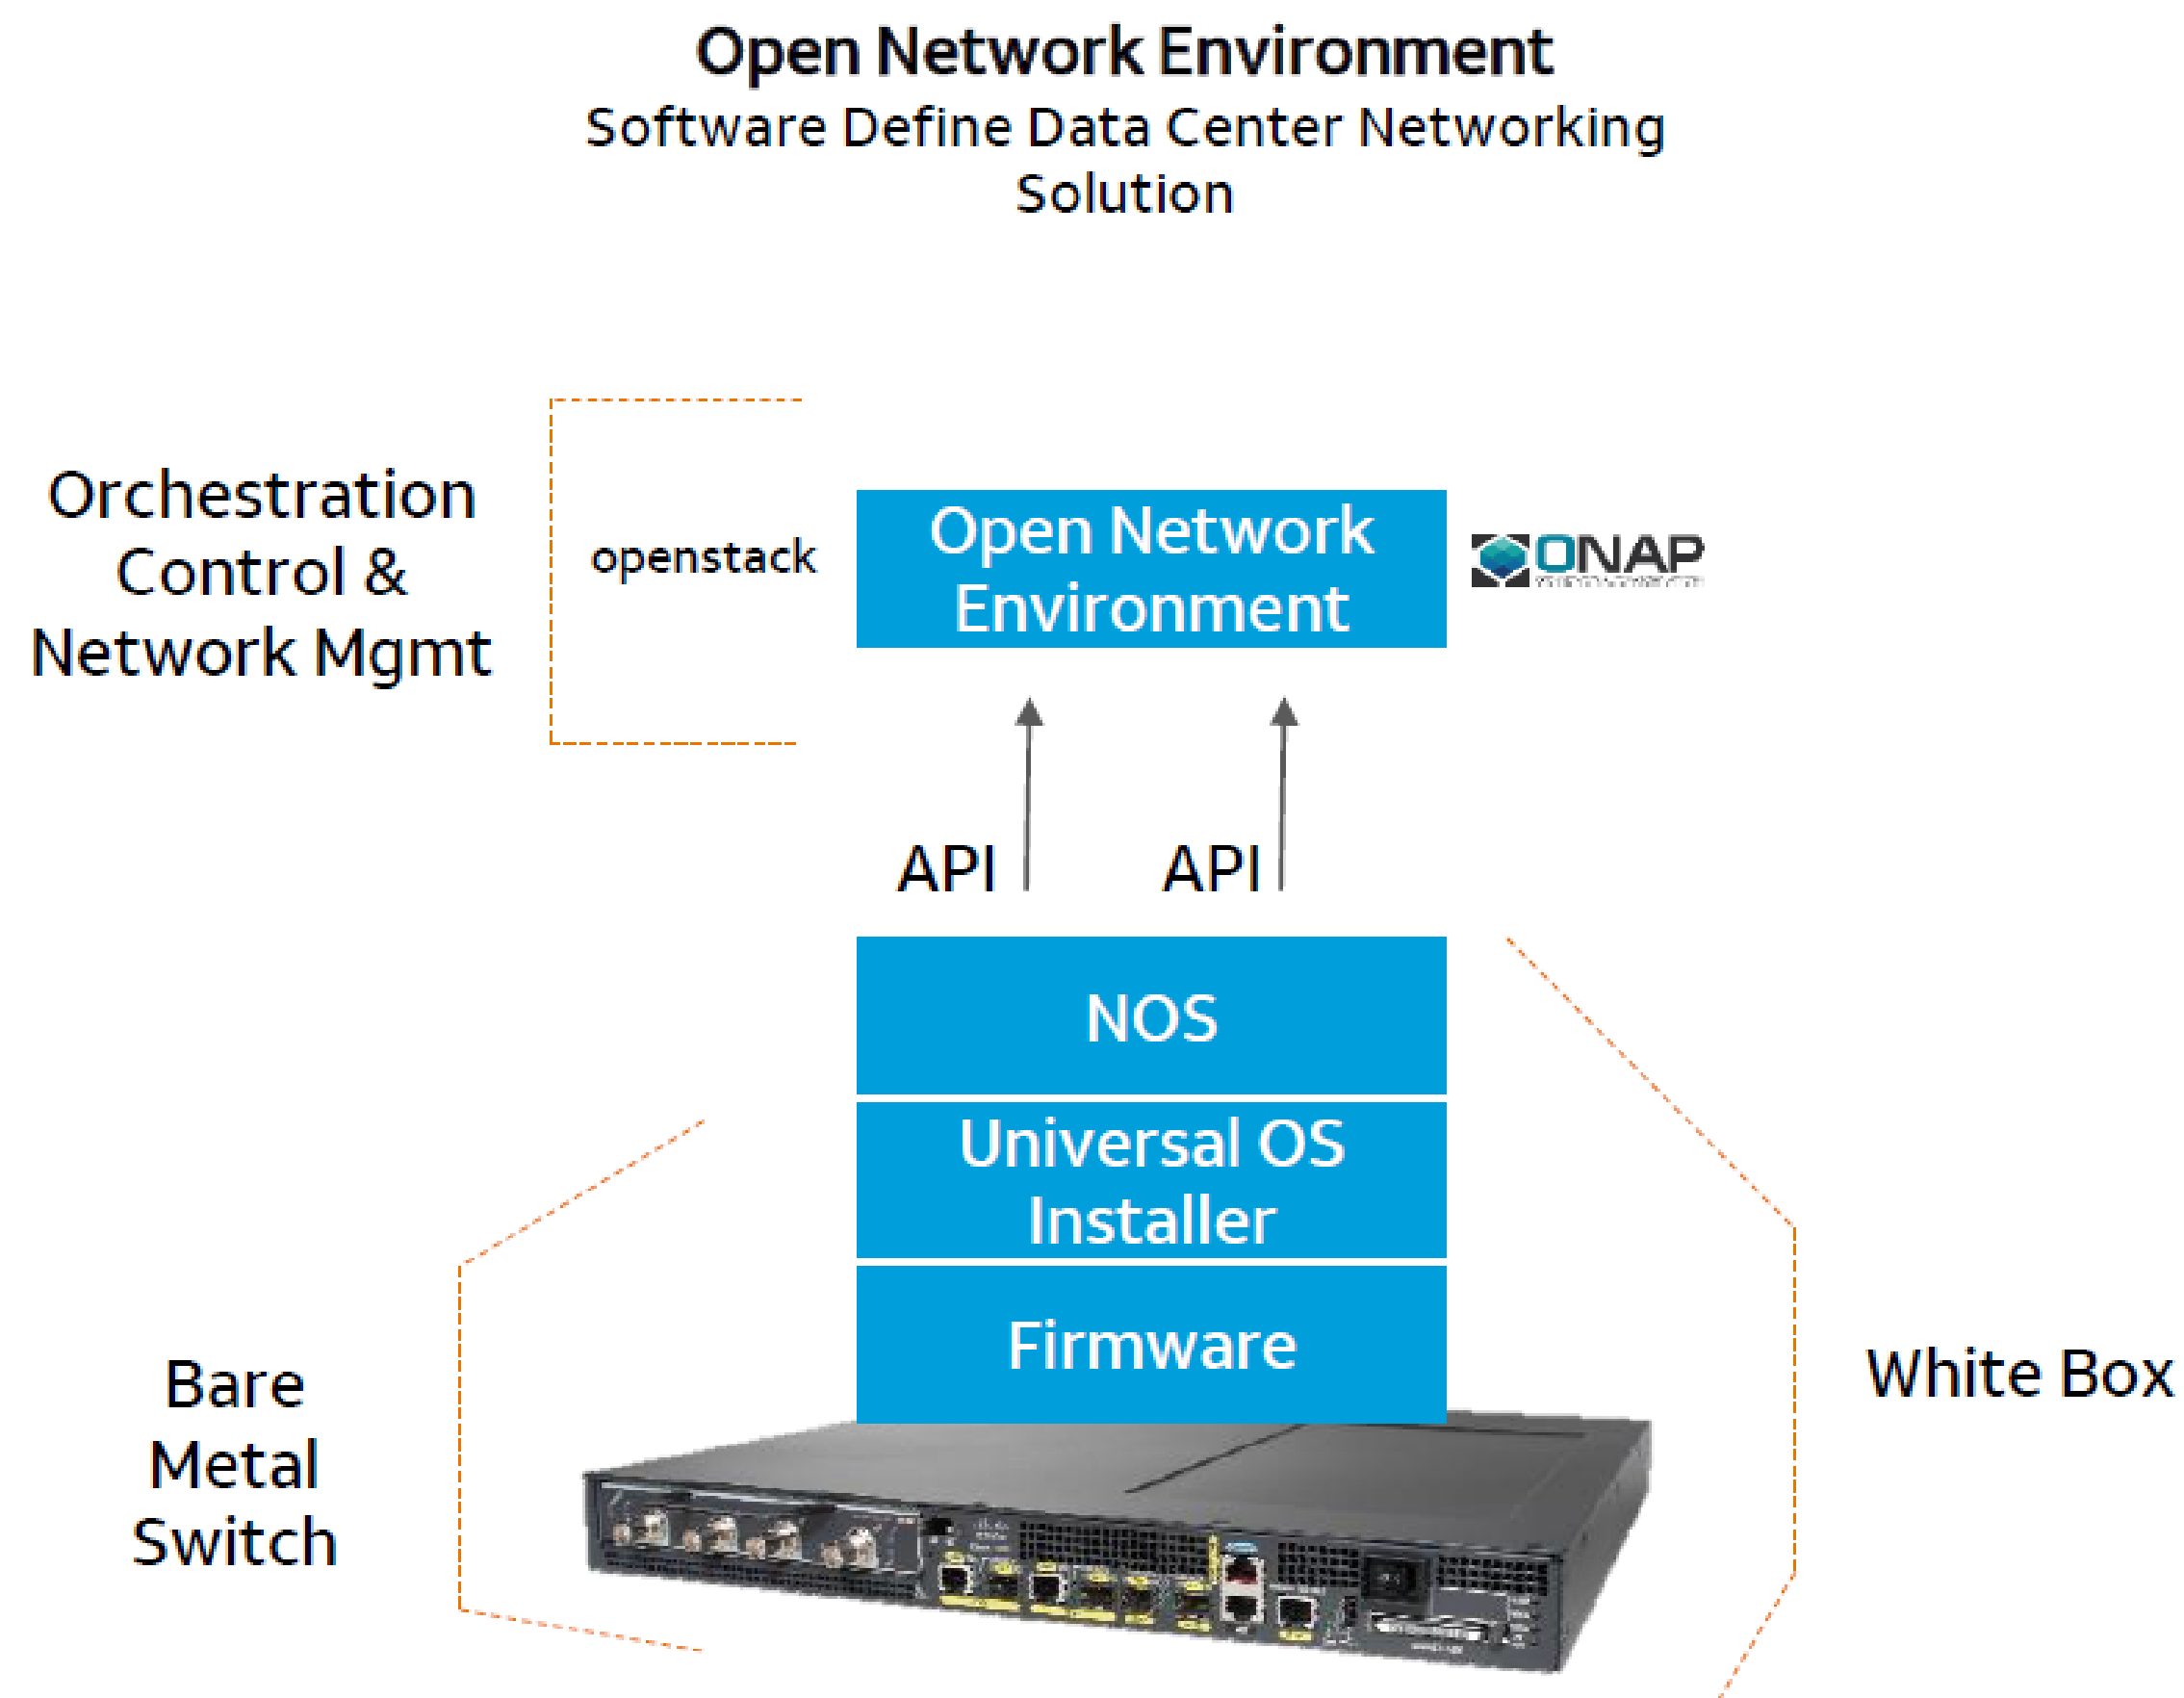 Open Network Environment
Software Define Data Center Networking
Solution
Orchestration
Control &
Network Mgmt
openstack
Open Network
Environment
ONAP
API
API
NOS
Universal OS
Installer
Firmware
Bare
Metal
Switch
White Box